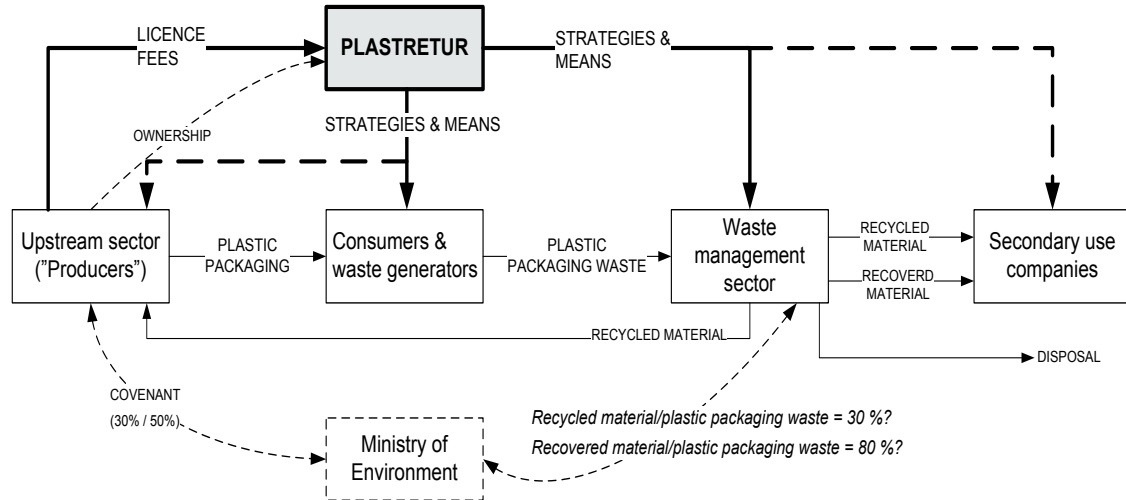 LICENCE
FEES
PLASTRETUR
STRATEGIES &
MEANS
STRATEGIES & MEANS
OWNERSHIP
Upstream sector
("Producers")
PLASTIC
PACKAGING
Consumers &
waste generators
PLASTIC
PACKAGING WASTE
Waste
management
sector
RECYCLED
MATERIAL
RECOVERD
MATERIAL
Secondary use
companies
RECYCLED MATERIAL
DISPOSAL
COVENANT
(30% / 50%)
Ministry of
Environment
Recycled material/plastic packaging waste = 30 %?
Recovered material/plastic packaging waste = 80 %?